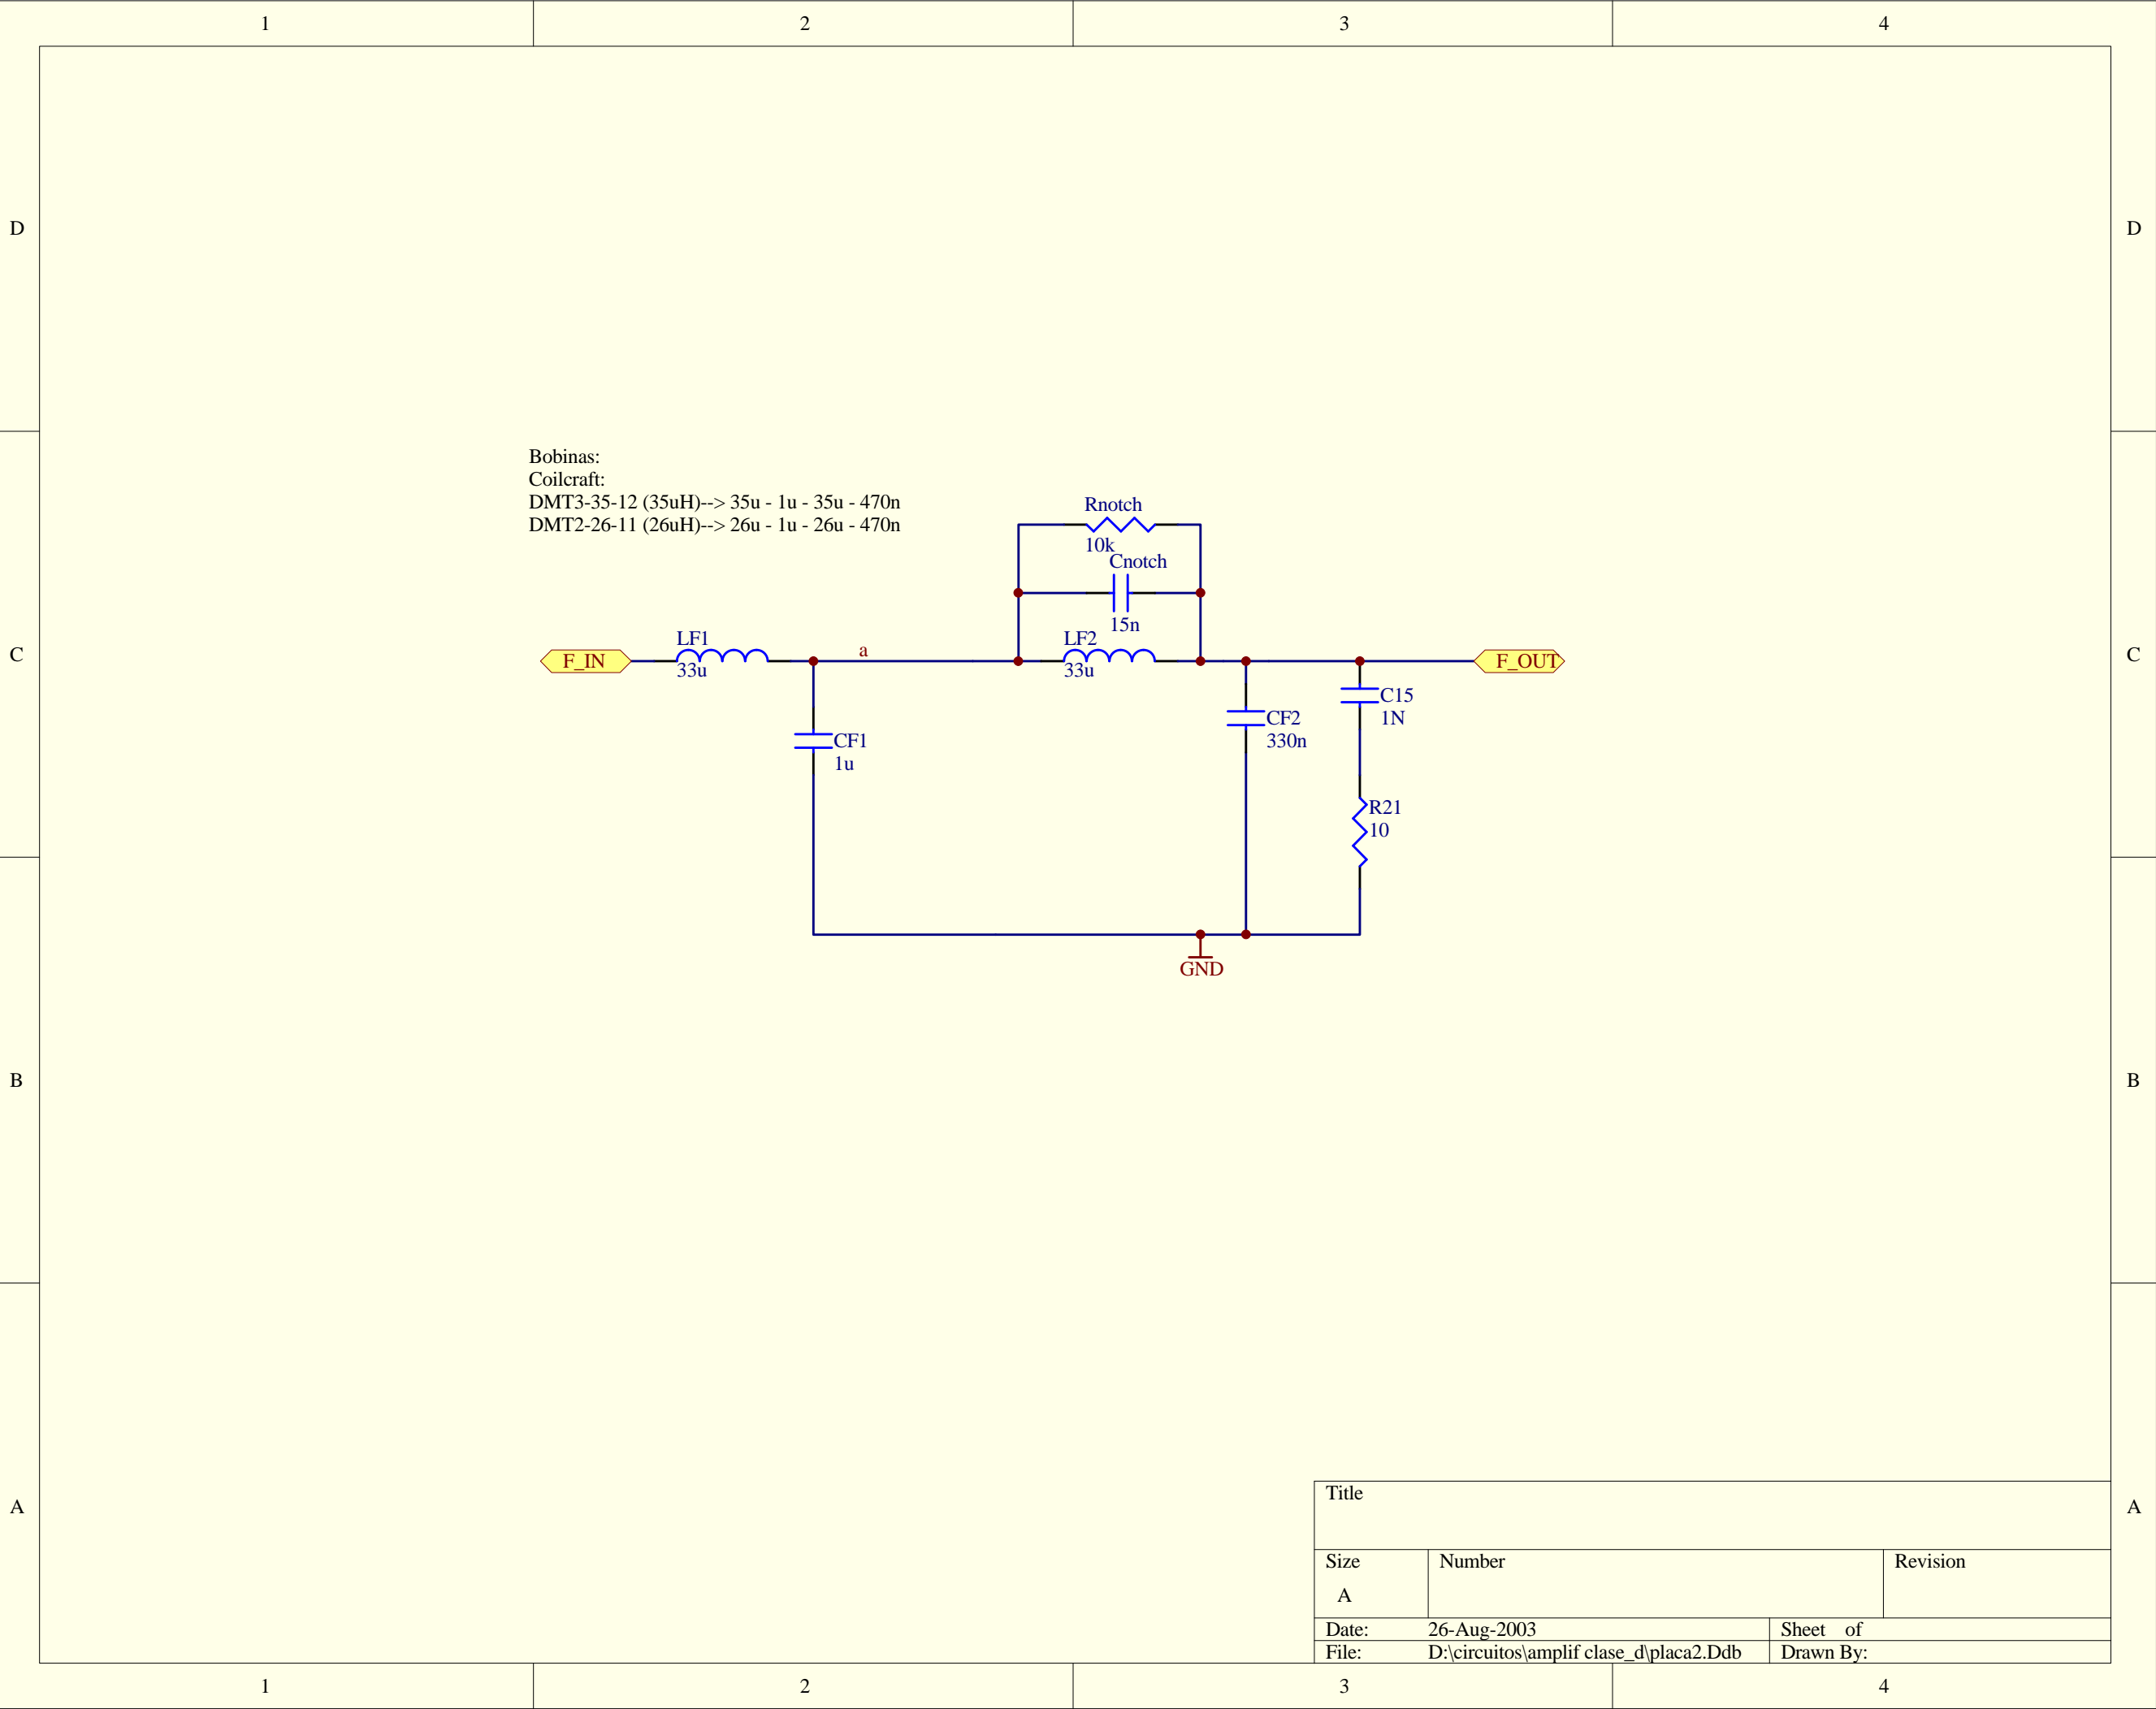 1 2 3 4
D D
Bobinas:
Coilcraft:
DMT3-35-12 (35uH)--> 35u - 1u - 35u - 470n
DMT2-26-11 (26uH)--> 26u - 1u - 26u - 470n
Rnotch
10k
Cnotch
15n
C C
F_IN
LF1
33u
a
LF2
33u
F_OUT
CF1
1u
CF2
330n
C15
1N
R21
10
GND
B B
A A
Title
Size Number Revision
A
Date: 26-Aug-2003 Sheet of
File: D:\circuitos\amplif clase_d\placa2.Ddb Drawn By:
1 2 3 4